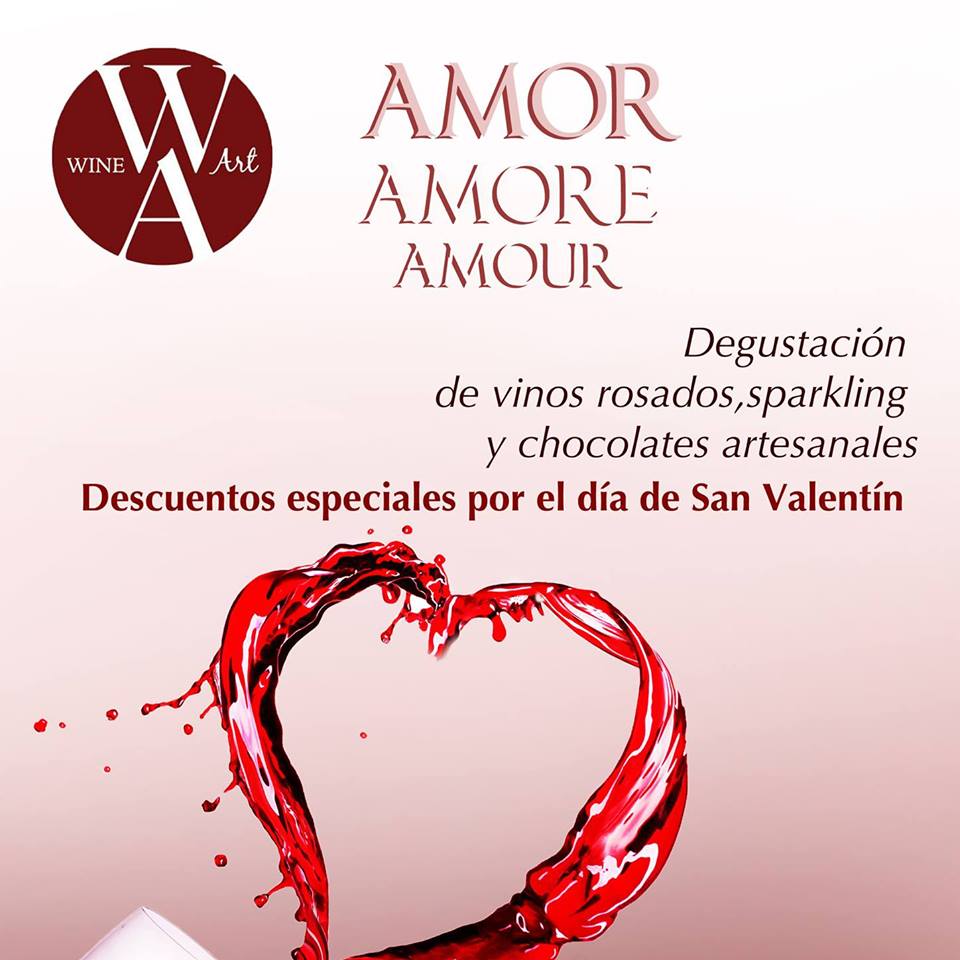 WA
WINE Art
AMOR
AMORE
AMOUR
Degustación
de vinos rosados,sparkling
y chocolates artesanales
Descuentos especiales por el día de San Valentín